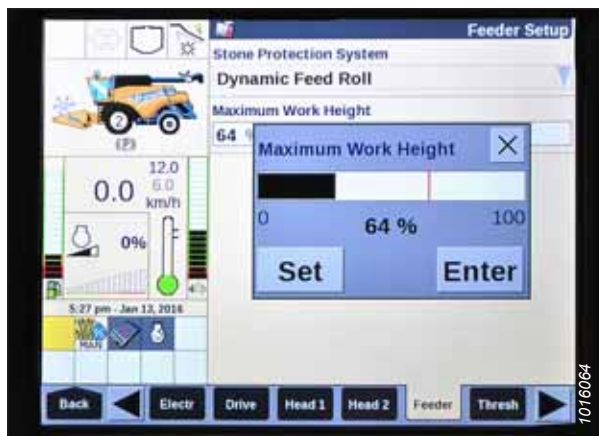 Feeder Setup
Stone Protection System
Dynamic Feed Roll
Maximum Work Height
64 %
Maximum Work Height
0
64 %
100
Set
Enter
2
(P)
12.0
6.0
0.0
km/h
0%
5:27 pm - Jan 13, 2016
MAN
Back
Electr
Drive
Head 1
Head 2
Feeder
Thresh
1016064